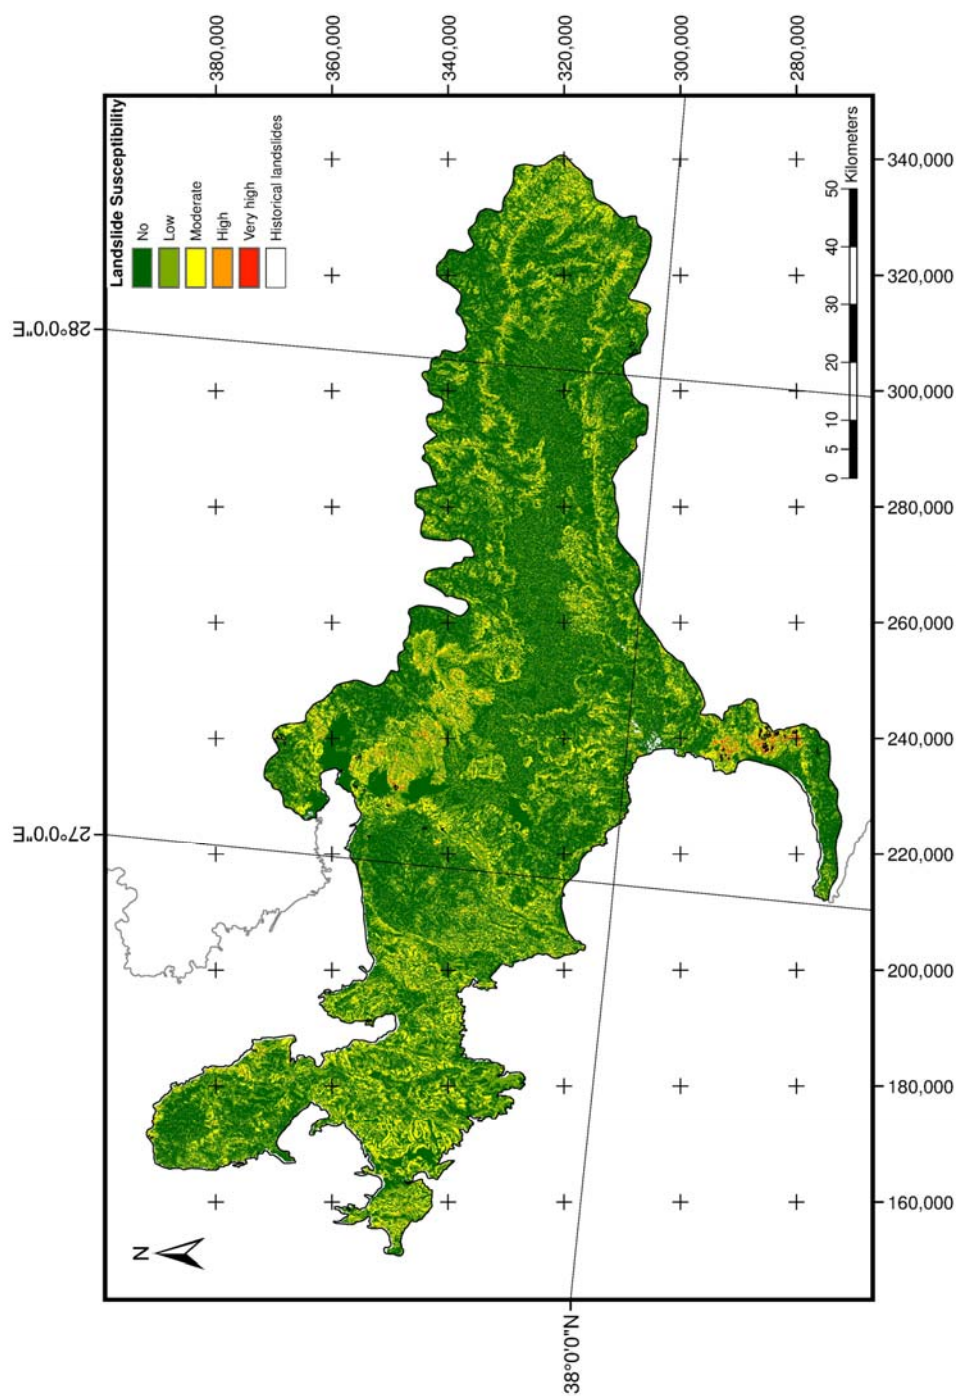 27°0'0"E
28°0'0"E
N
Landslide Susceptibility
No
Low
Moderate
High
Very high
Historical landslides
380,000
360,000
340,000
320,000
300,000
280,000
38°0'0"N
0 5 10 20 30 40 50
Kilometers
160,000
180,000
200,000
220,000
240,000
260,000
280,000
300,000
320,000
340,000